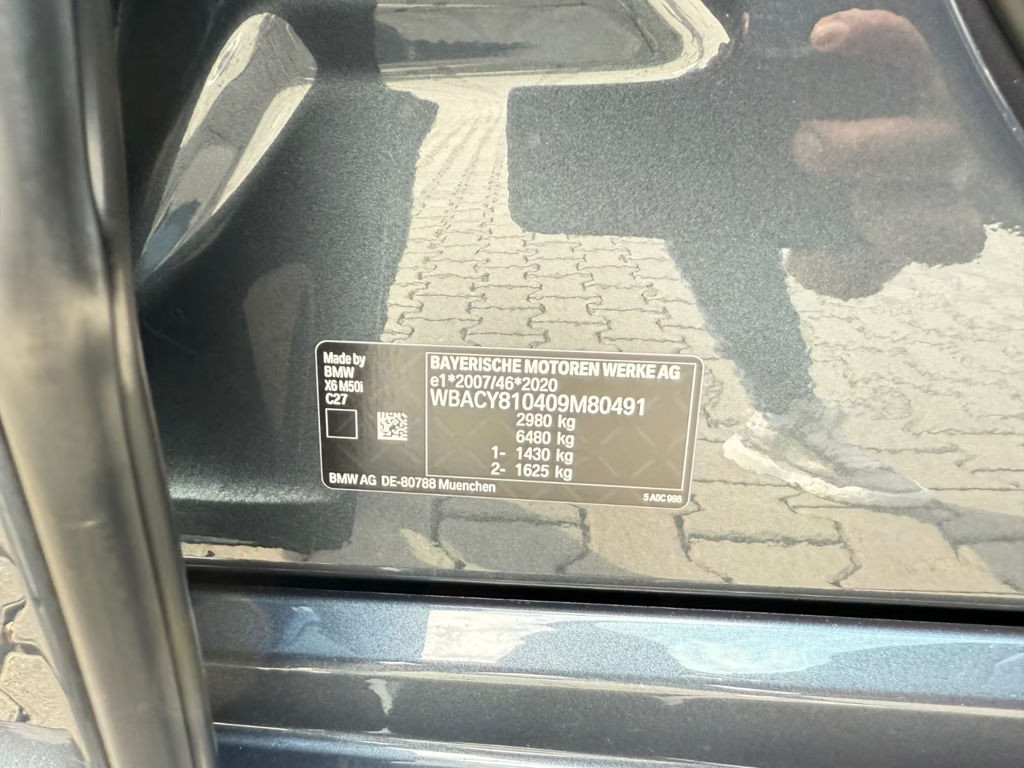 Made by
BMW
X6 M50i
C27
BAYERISCHE MOTOREN WERKE AG
e1*2007/46*2020
WBACY810409M80491
2980 kg
6480 kg
1- 1430 kg
2- 1625 kg
BMW AG DE-80788 Muenchen
5 A0C 986